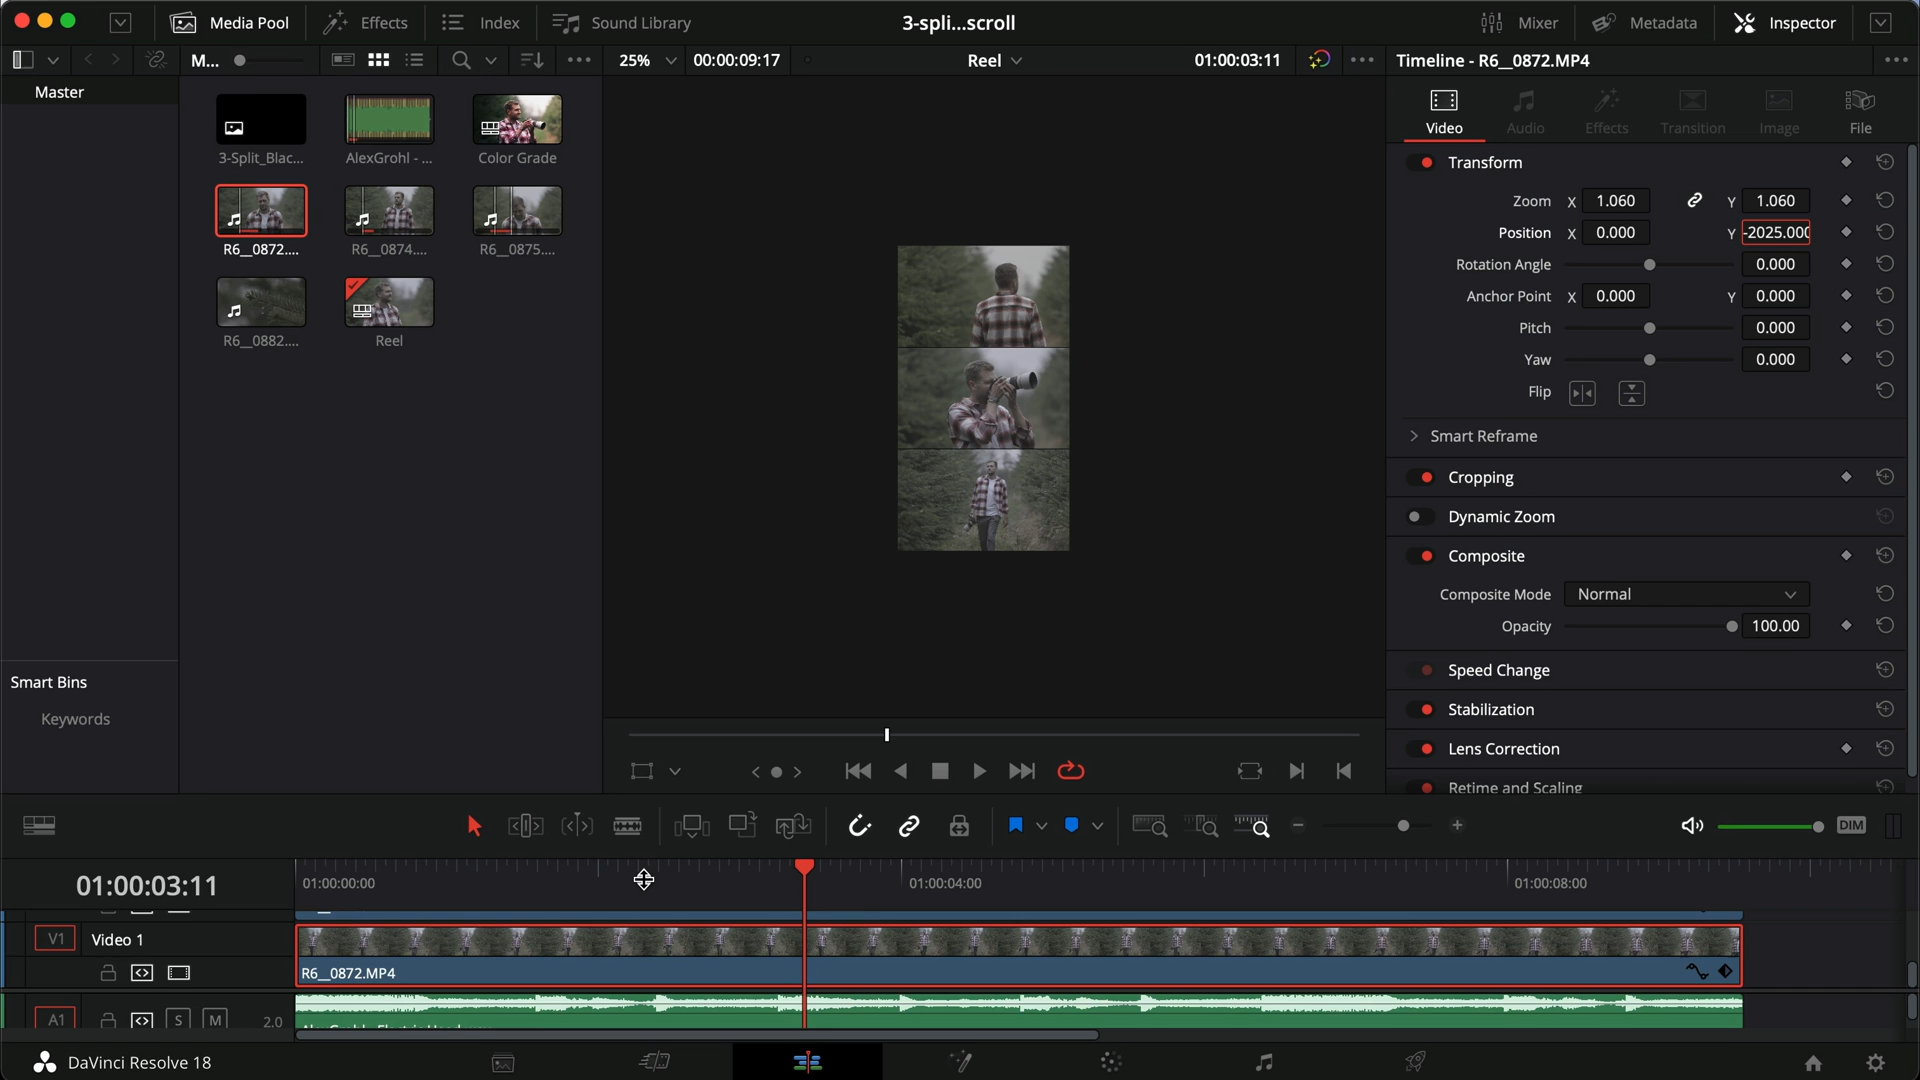 Media Pool
Effects
Index
Sound Library
3-spli...scroll
Mixer
Metadata
Inspector
M...
25%
00:00:09:17
Reel
01:00:03:11
Timeline - R6__0872.MP4
Master
3-Split_Blac...
AlexGrohl - ...
Color Grade
R6__0872....
R6__0874....
R6__0875....
R6__0882....
Reel
Smart Bins
Keywords
Video
Audio
Effects
Transition
Image
File
Transform
Zoom X 1.060 Y 1.060
Position X 0.000 Y -2025.000
Rotation Angle 0.000
Anchor Point X 0.000 Y 0.000
Pitch 0.000
Yaw 0.000
Flip
Smart Reframe
Cropping
Dynamic Zoom
Composite
Composite Mode Normal
Opacity 100.00
Speed Change
Stabilization
Lens Correction
Retime and Scaling
DIM
01:00:03:11
01:00:00:00
01:00:04:00
01:00:08:00
V1 Video 1
R6__0872.MP4
A1 S M 2.0
DaVinci Resolve 18